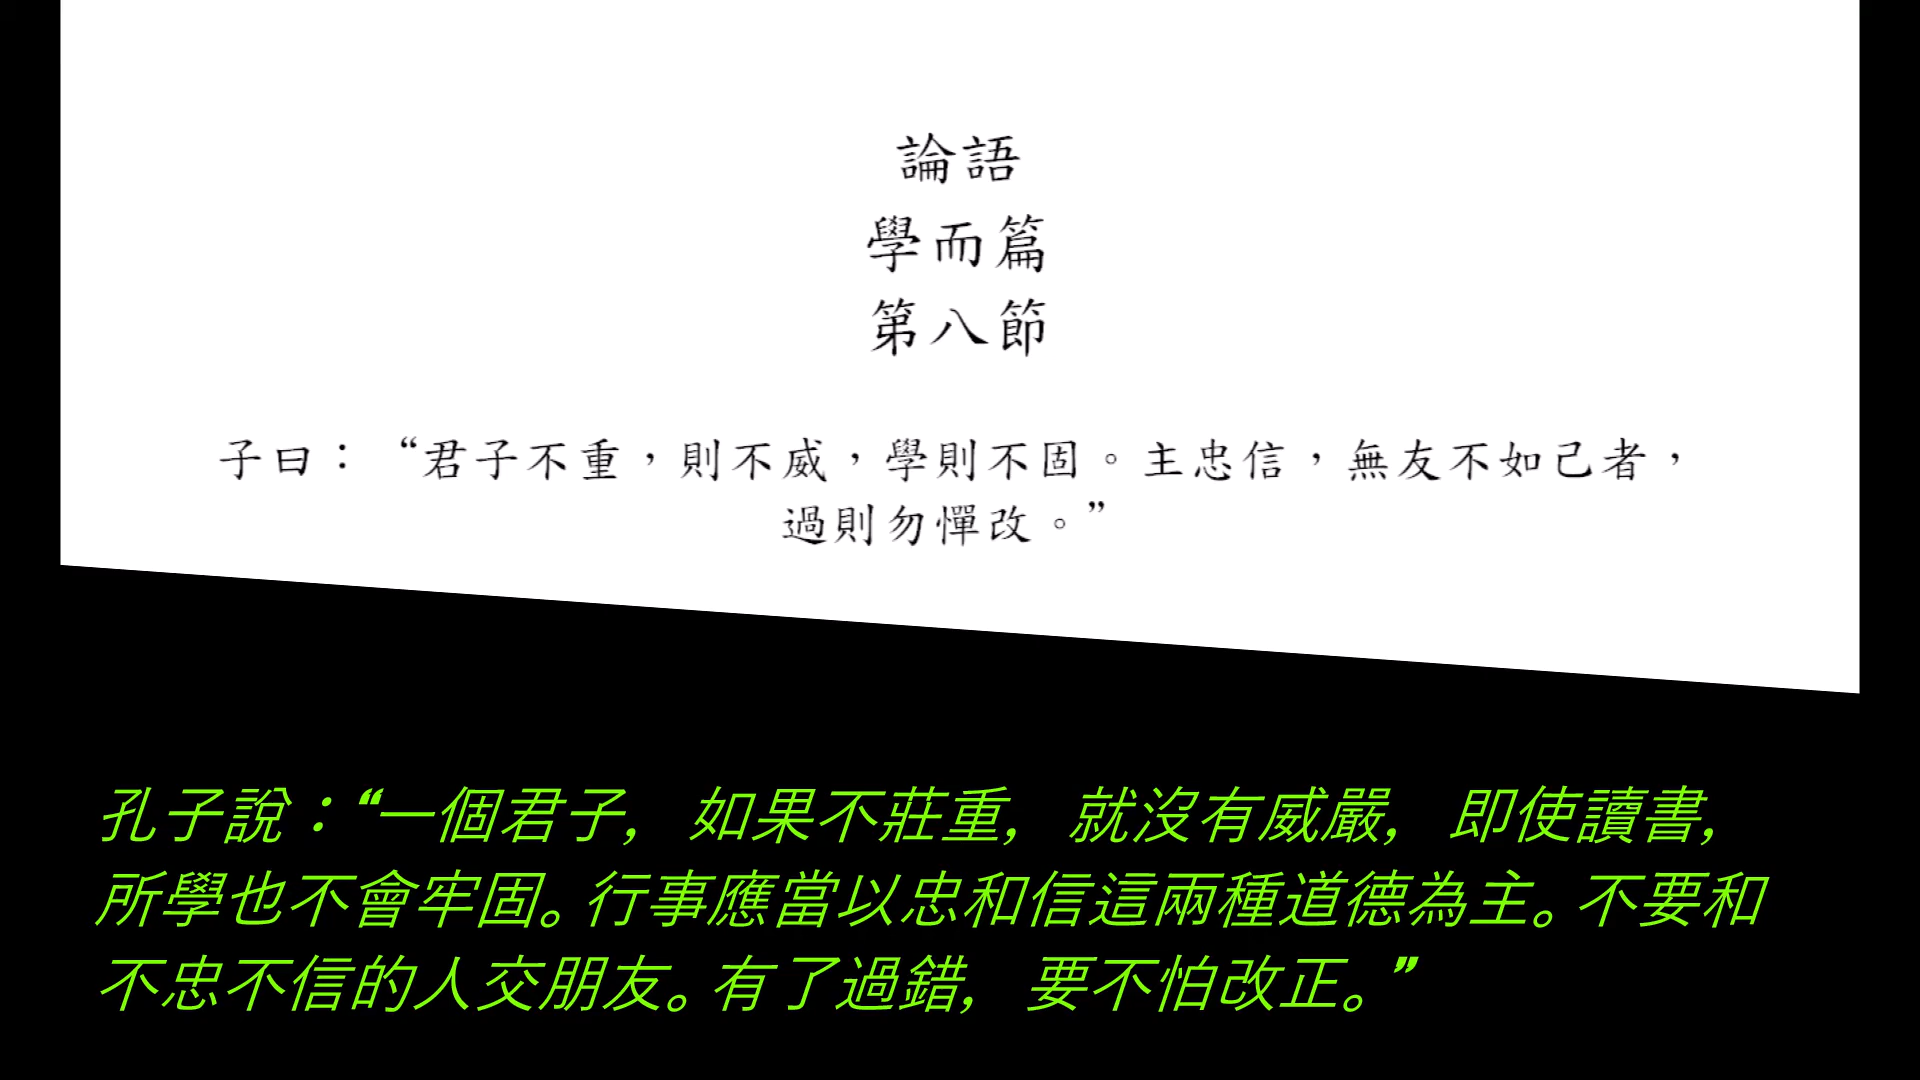 論語
學而篇
第八節
子曰：“君子不重，則不威，學則不固。主忠信，無友不如己者，
過則勿憚改。”
孔子說：“一個君子，如果不莊重，就沒有威嚴，即使讀書，
所學也不會牢固。行事應當以忠和信這兩種道德為主。不要和
不忠不信的人交朋友。有了過錯，要不怕改正。”